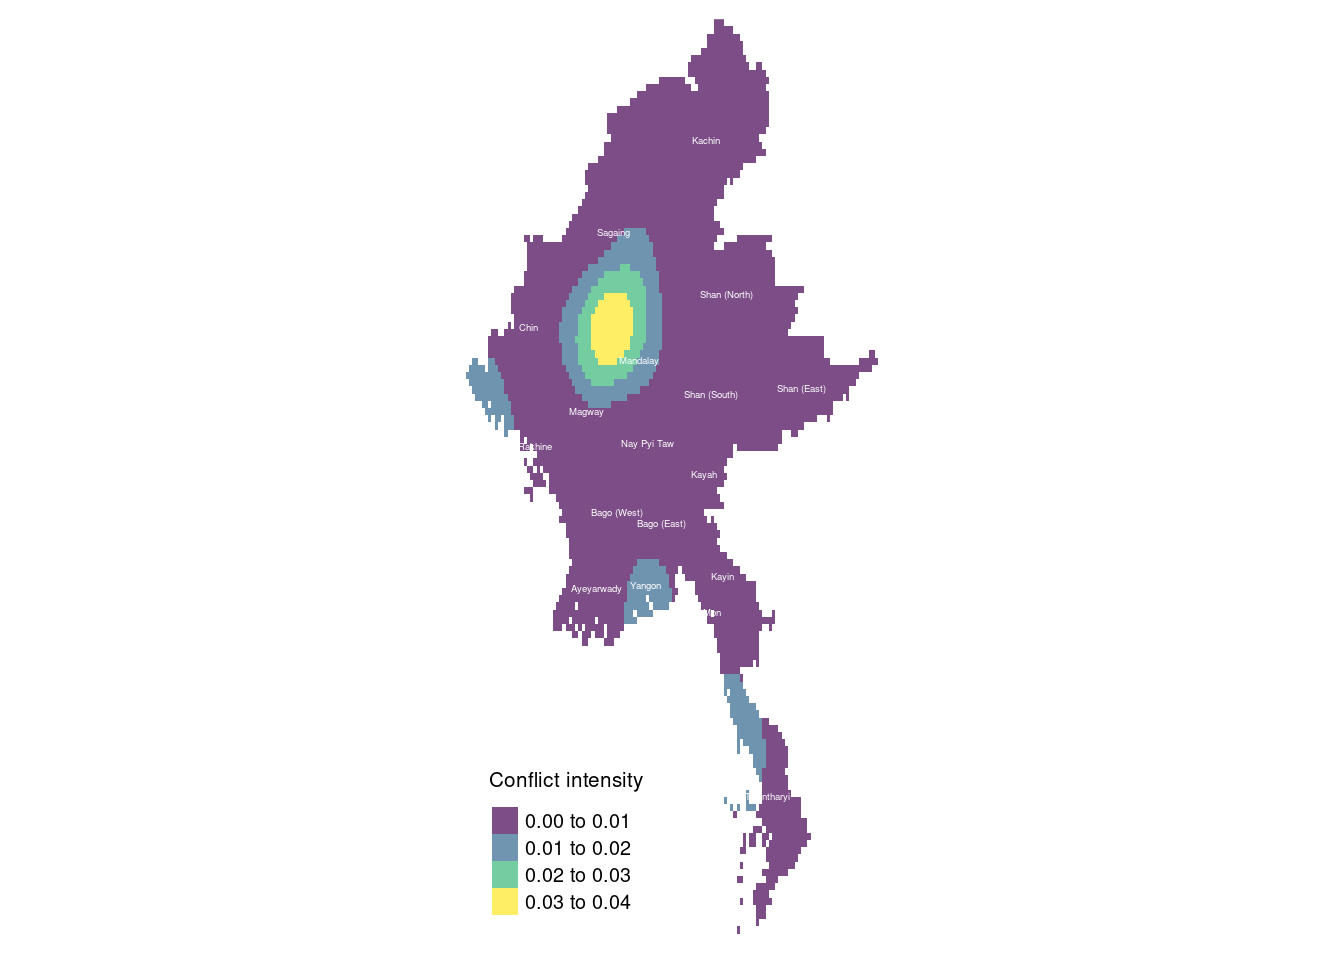 Kachin
Sagaing
Shan (North)
Chin
Mandalay
Shan (East)
Shan (South)
Magway
Nay Pyi Taw
Rakhine
Kayah
Bago (West)
Bago (East)
Kayin
Yangon
Ayeyarwady
Mon
Conflict intensity
Tanintharyi
0.00 to 0.01
0.01 to 0.02
0.02 to 0.03
0.03 to 0.04